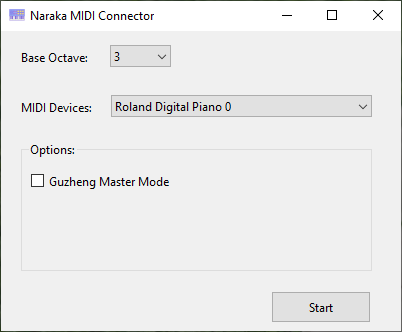 Naraka MIDI Connector
Base Octave: 3
MIDI Devices: Roland Digital Piano 0
Options:
Guzheng Master Mode
Start